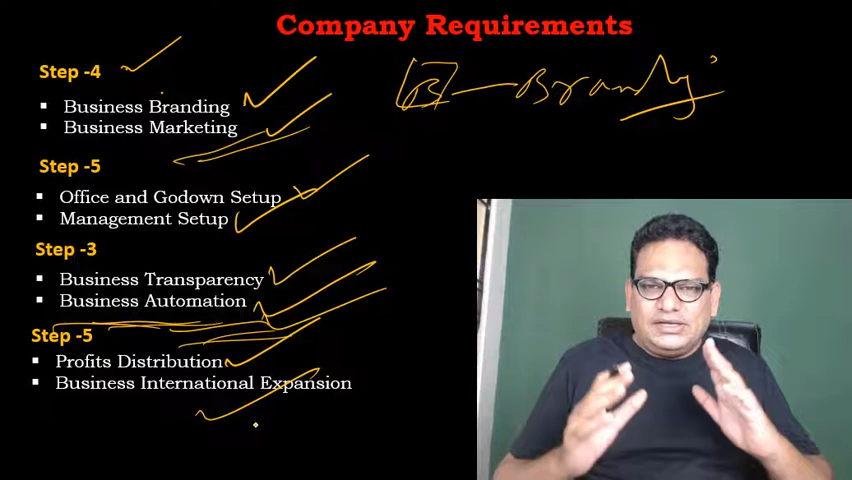 Company Requirements
Step -4
▪ Business Branding
▪ Business Marketing
B — Brandg
Step -5
▪ Office and Godown Setup
▪ Management Setup
Step -3
▪ Business Transparency
▪ Business Automation
Step -5
▪ Profits Distribution
▪ Business International Expansion